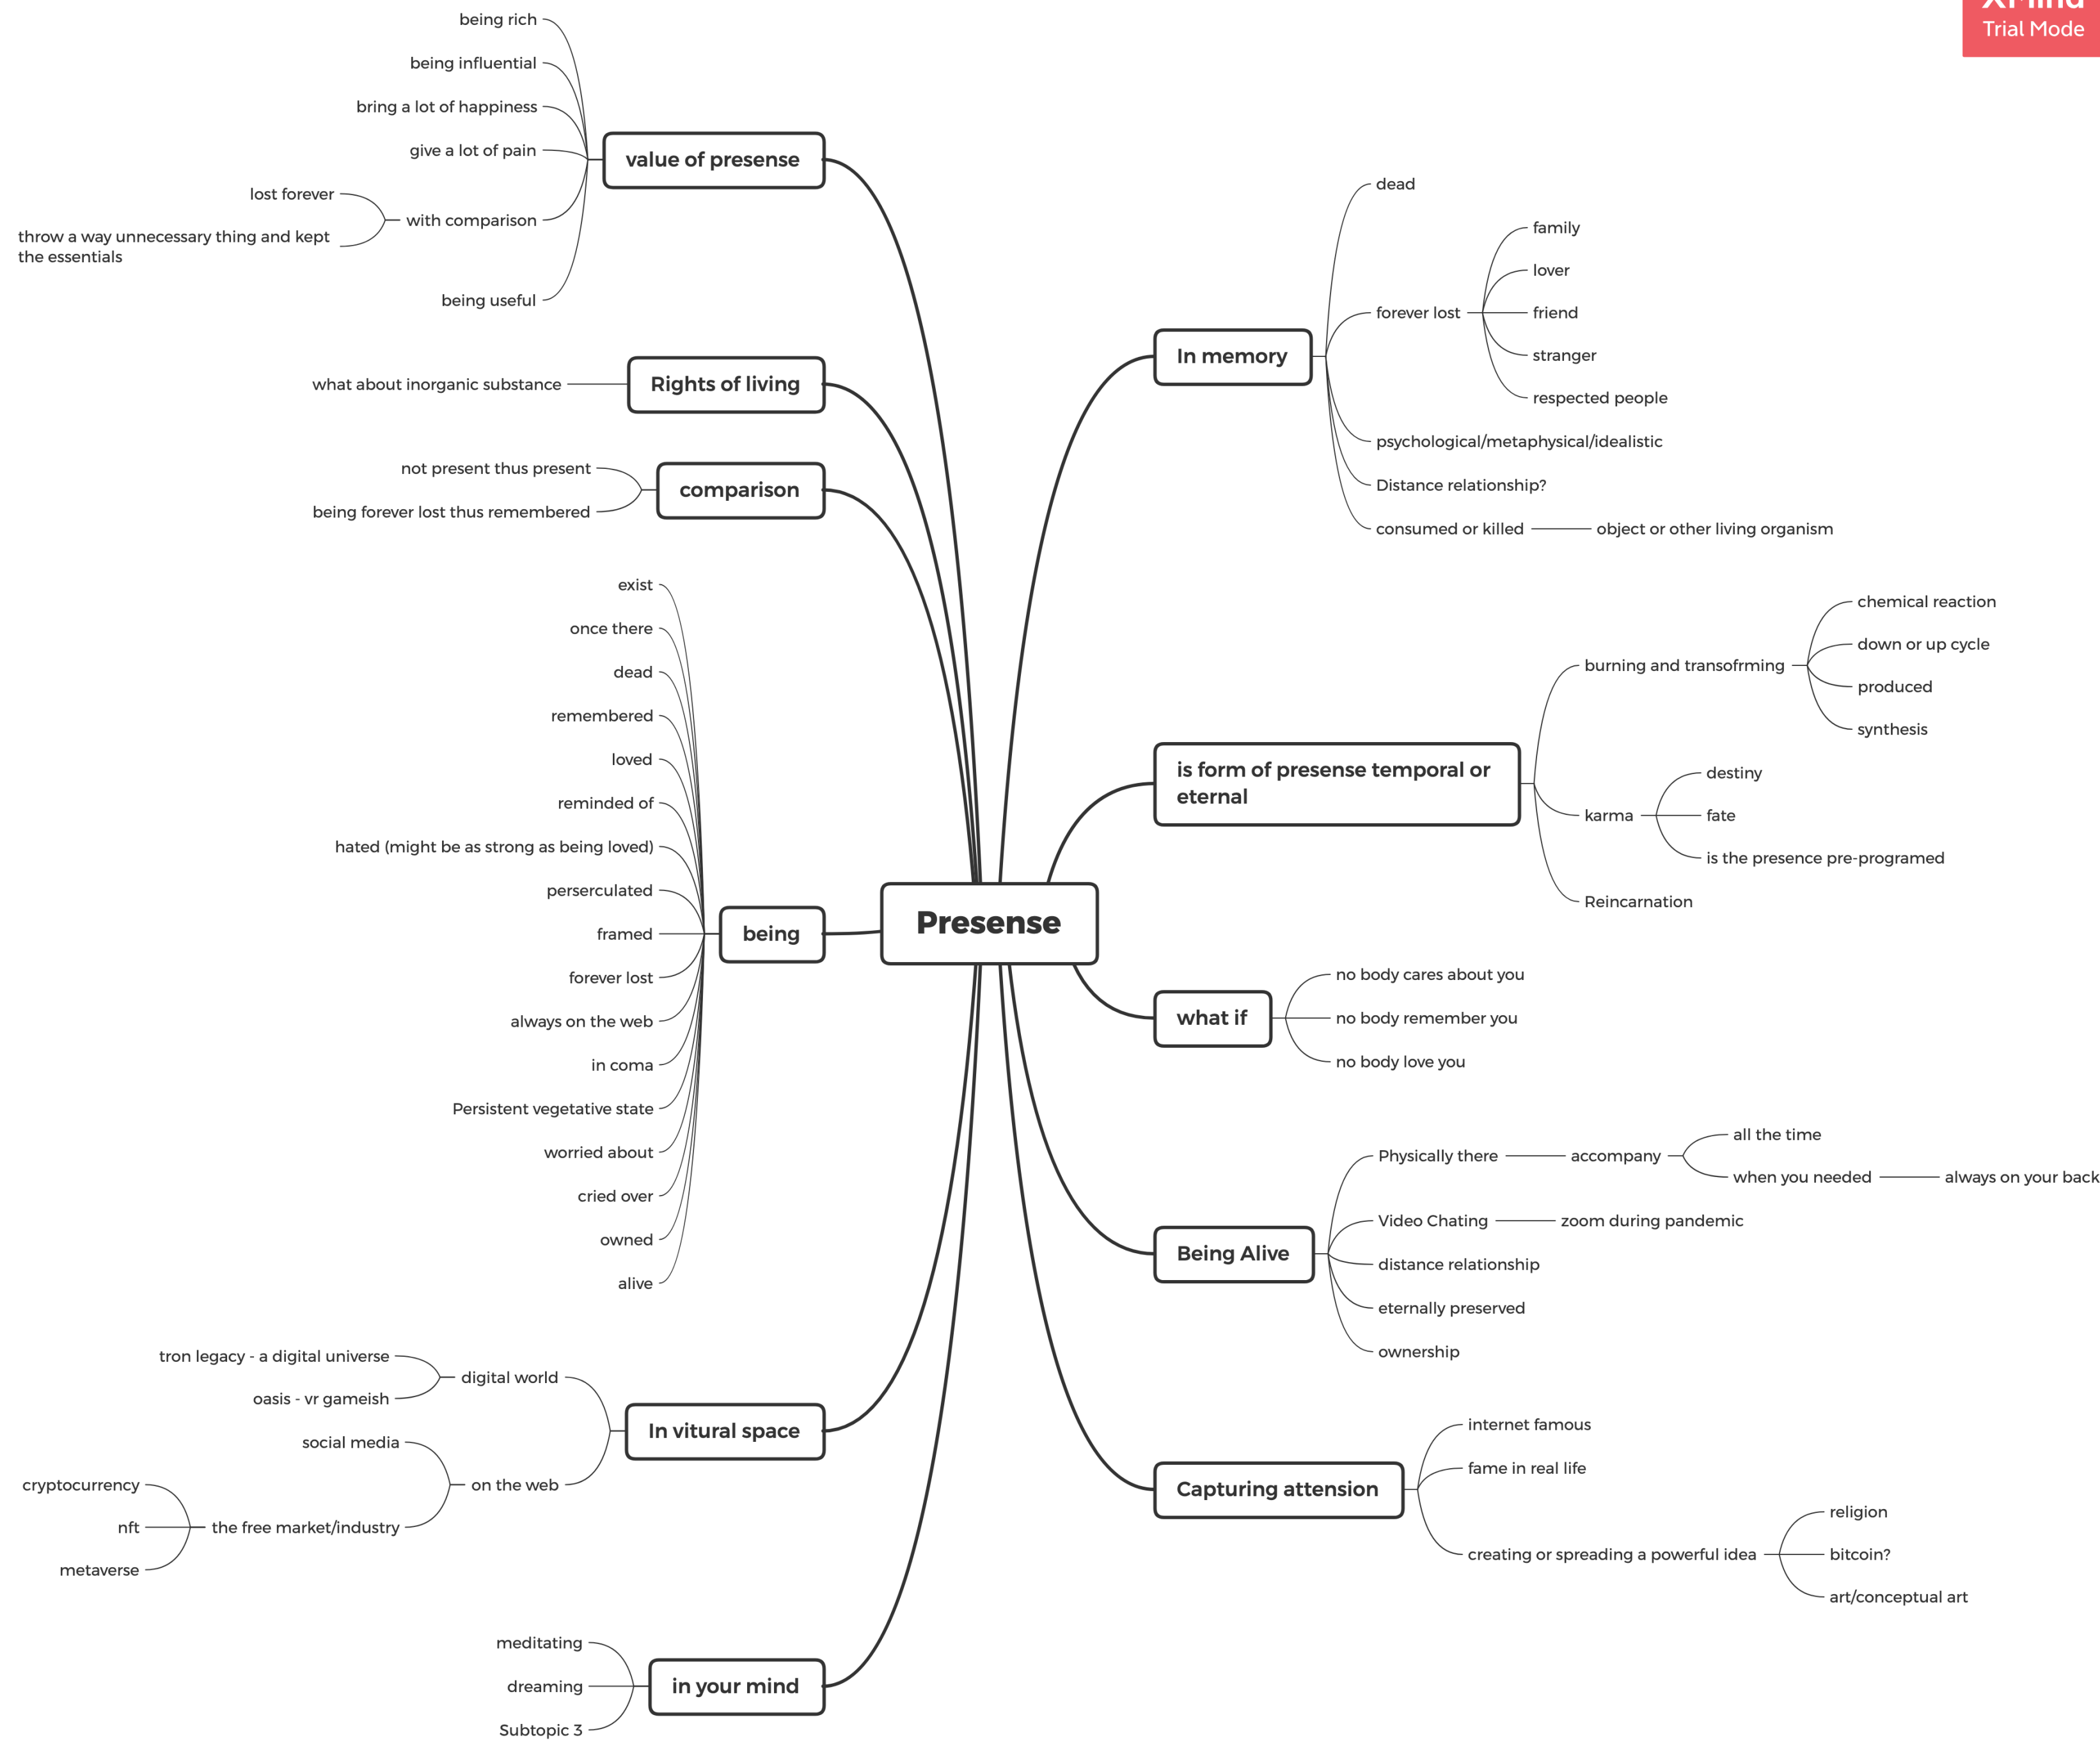 XMind
Trial Mode
being rich
being influential
bring a lot of happiness
give a lot of pain
lost forever
throw a way unnecessary thing and kept
the essentials
with comparison
being useful
value of presense
what about inorganic substance
Rights of living
not present thus present
being forever lost thus remembered
comparison
exist
once there
dead
remembered
loved
reminded of
hated (might be as strong as being loved)
perserculated
framed
forever lost
always on the web
in coma
Persistent vegetative state
worried about
cried over
owned
alive
being
tron legacy - a digital universe
oasis - vr gameish
digital world
social media
cryptocurrency
nft
metaverse
the free market/industry
on the web
In vitural space
meditating
dreaming
Subtopic 3
in your mind
Presense
In memory
dead
forever lost
family
lover
friend
stranger
respected people
psychological/metaphysical/idealistic
Distance relationship?
consumed or killed
object or other living organism
is form of presense temporal or
eternal
burning and transofrming
chemical reaction
down or up cycle
produced
synthesis
karma
destiny
fate
is the presence pre-programed
Reincarnation
what if
no body cares about you
no body remember you
no body love you
Being Alive
Physically there
accompany
all the time
when you needed
always on your back
Video Chating
zoom during pandemic
distance relationship
eternally preserved
ownership
Capturing attension
internet famous
fame in real life
creating or spreading a powerful idea
religion
bitcoin?
art/conceptual art